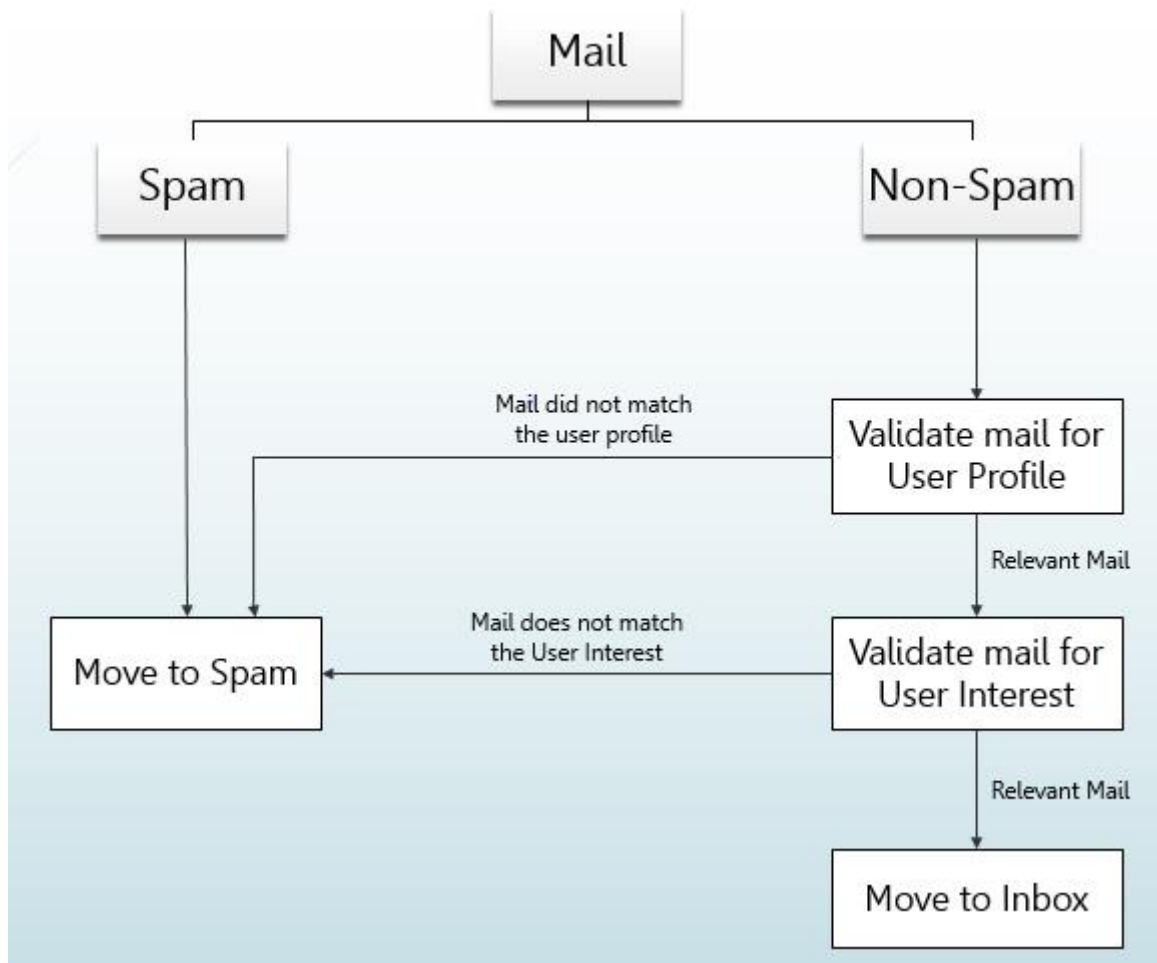 Mail
Spam
Non-Spam
Mail did not match
the user profile
Validate mail for
User Profile
Relevant Mail
Move to Spam
Mail does not match
the User Interest
Validate mail for
User Interest
Relevant Mail
Move to Inbox